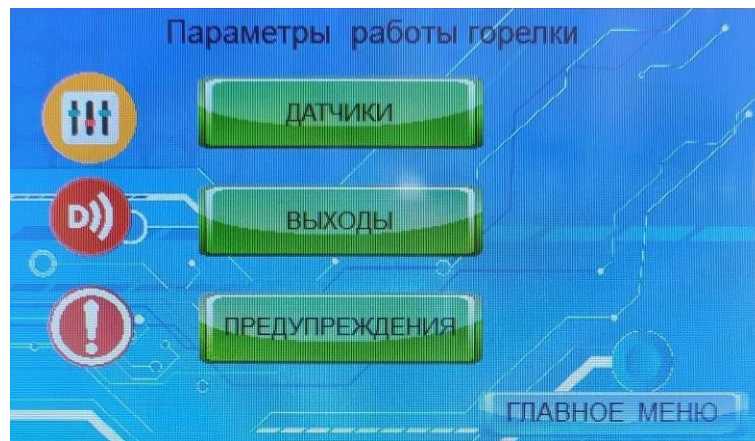 Параметры работы горелки
ДАТЧИКИ
D
ВЫХОДЫ
ПРЕДУПРЕЖДЕНИЯ
ГЛАВНОЕ МЕНЮ